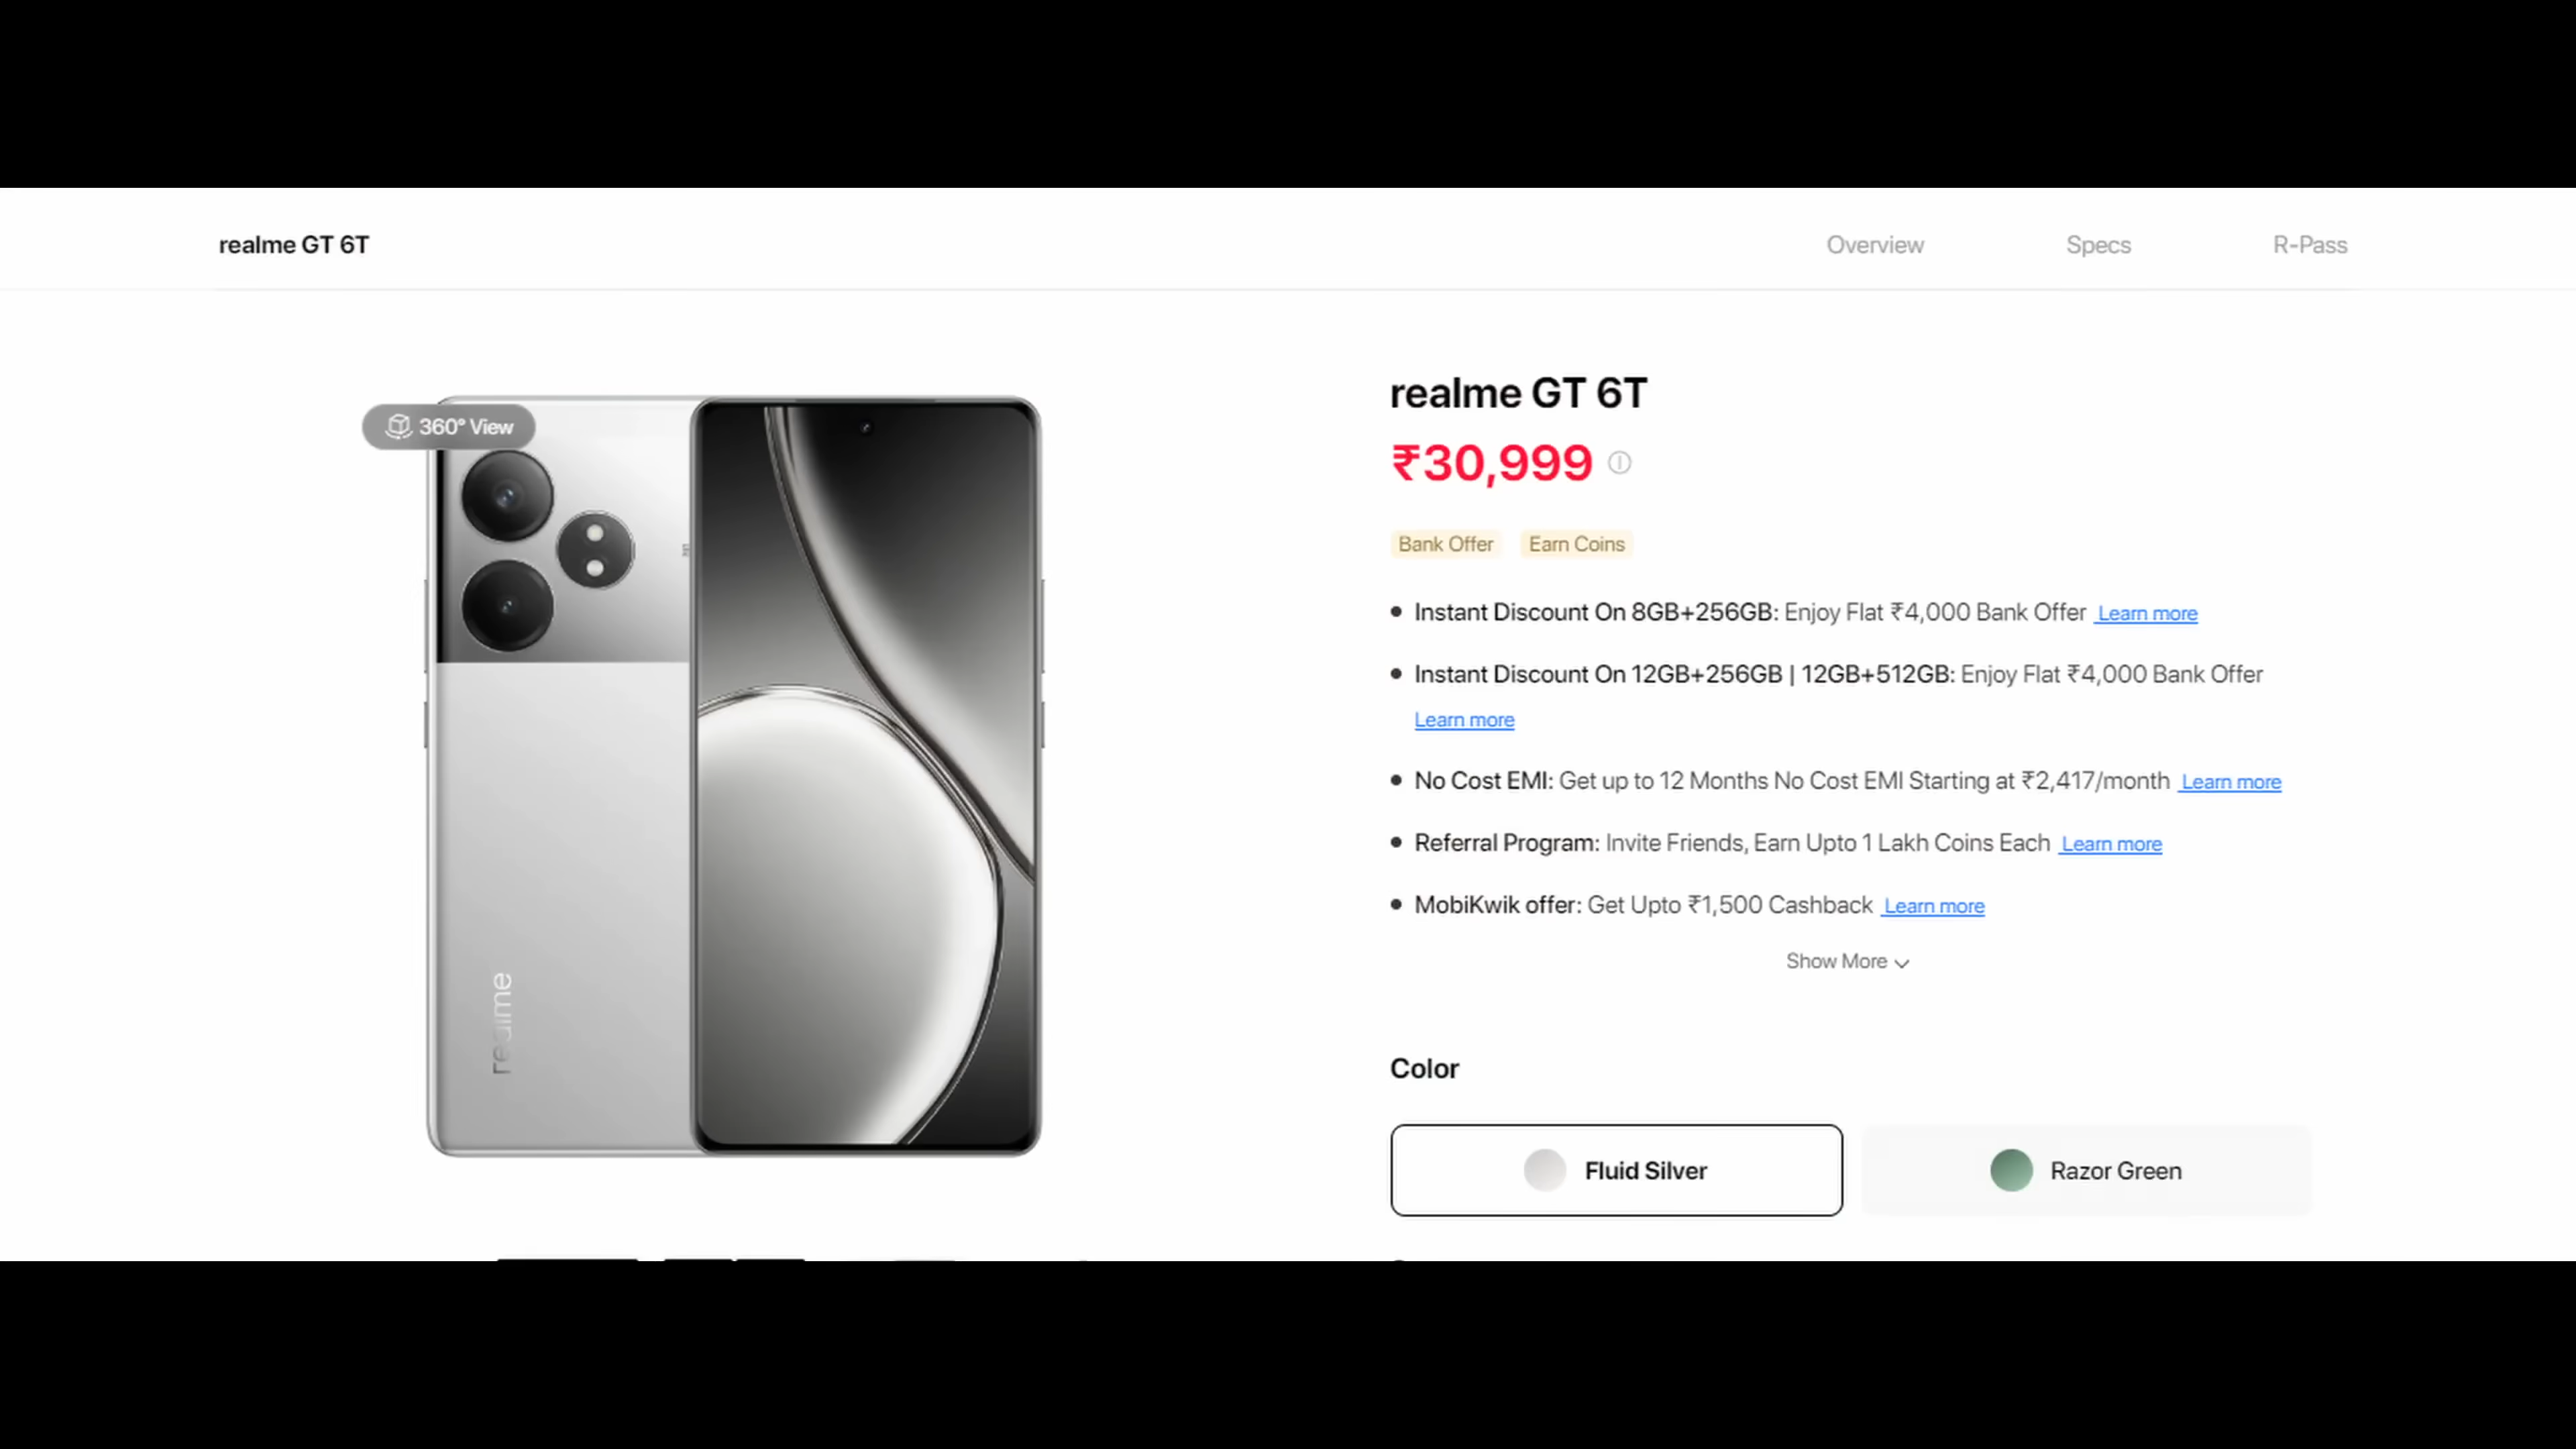 realme GT 6T
Overview
Specs
R-Pass
360° View
realme
realme GT 6T
₹30,999
Bank Offer
Earn Coins
Instant Discount On 8GB+256GB: Enjoy Flat ₹4,000 Bank Offer Learn more
Instant Discount On 12GB+256GB | 12GB+512GB: Enjoy Flat ₹4,000 Bank Offer
Learn more
No Cost EMI: Get up to 12 Months No Cost EMI Starting at ₹2,417/month Learn more
Referral Program: Invite Friends, Earn Upto 1 Lakh Coins Each Learn more
MobiKwik offer: Get Upto ₹1,500 Cashback Learn more
Show More
Color
Fluid Silver
Razor Green